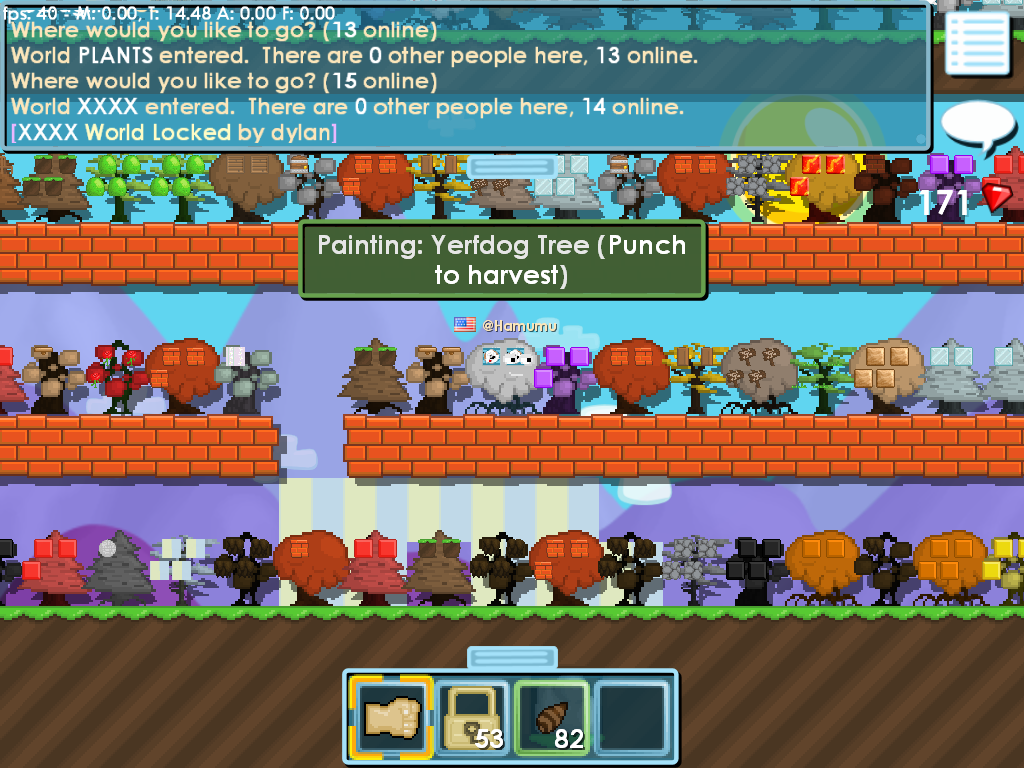 fps: 40 - M: 0.00, T: 14.48 A: 0.00 F: 0.00
Where would you like to go? (13 online)
World PLANTS entered.  There are 0 other people here, 13 online.
Where would you like to go? (15 online)
World XXXX entered.  There are 0 other people here, 14 online.
[XXXX World Locked by dylan]
171
Painting: Yerfdog Tree (Punch
to harvest)
@Hamumu
53
82